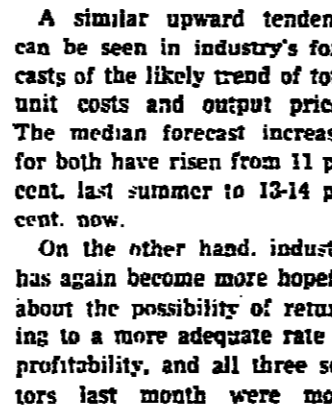 A similar upward tenden
can be seen in industry's for
casts of the likely trend of tot
unit costs and output pric
The median forecast increas
for both have risen from 11 p
cent. last summer to 13-14 p
cent. now.
On the other hand, indust
has again become more hopef
about the possibility of retur
ing to a more adequate rate
profitability, and all three se
tors last month were mo